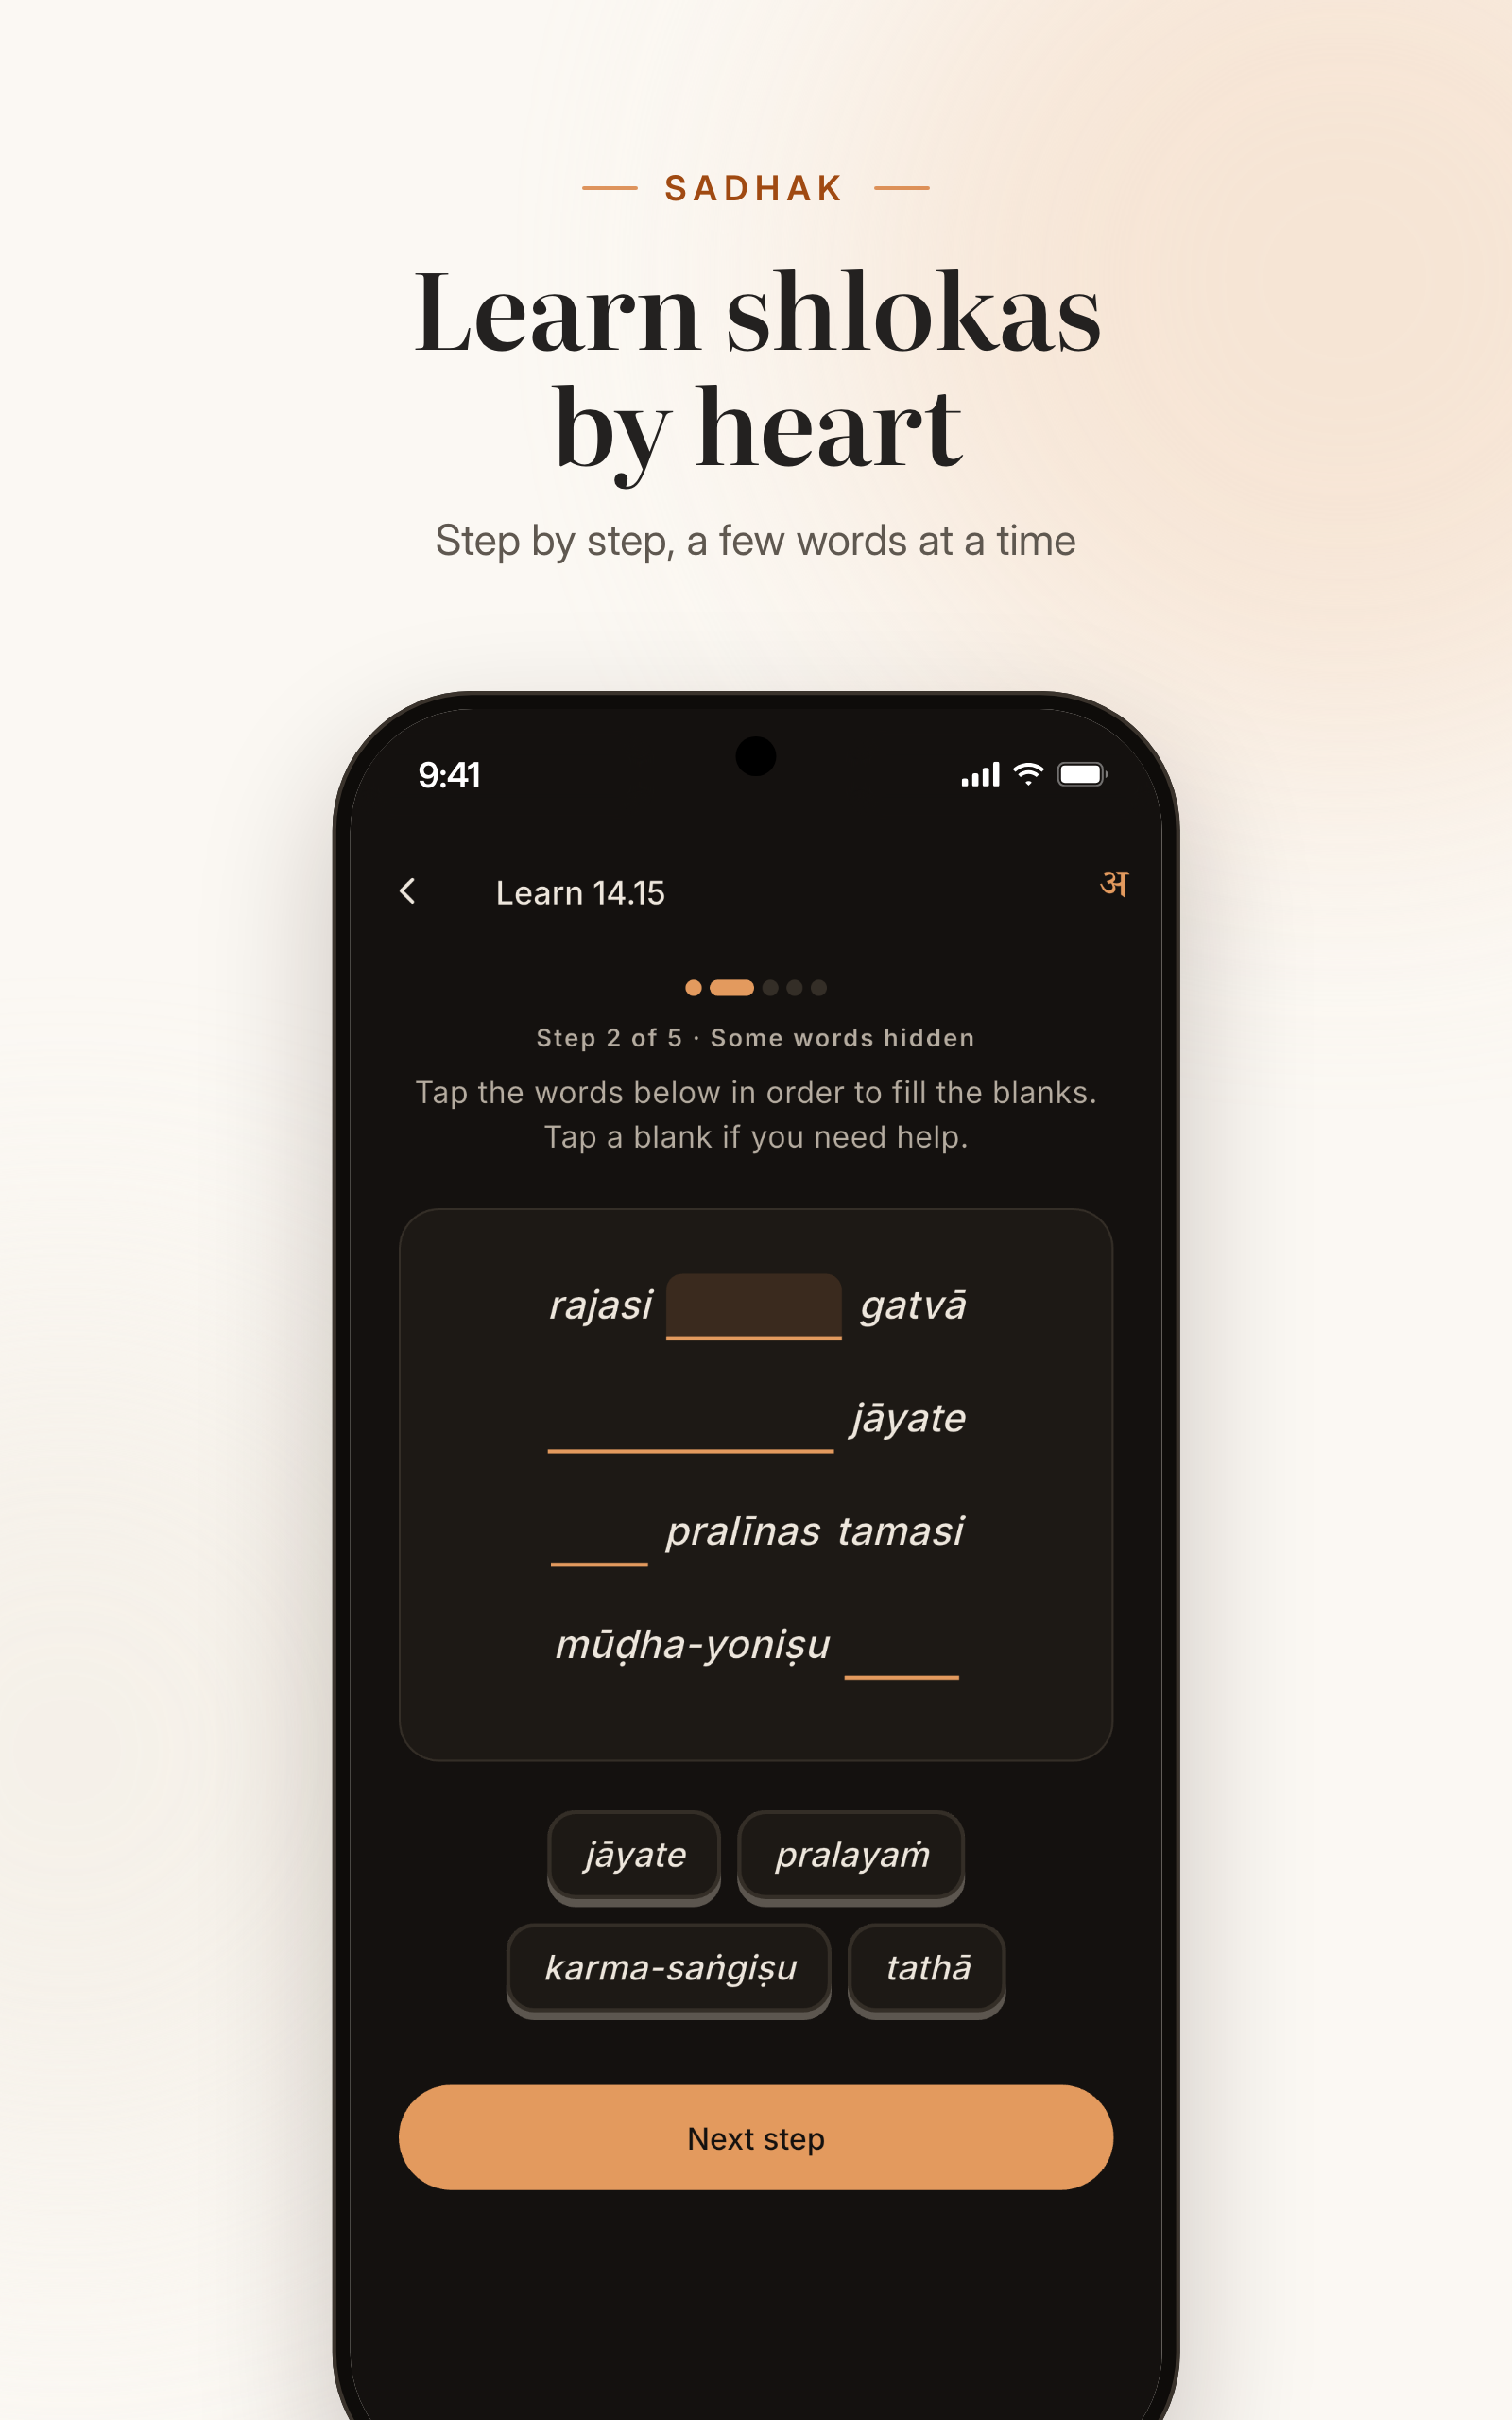 SADHAK
Learn shlokas
by heart
Step by step, a few words at a time
9:41
Learn 14.15
अ
Step 2 of 5 · Some words hidden
Tap the words below in order to fill the blanks.
Tap a blank if you need help.
rajasi gatvā
jāyate
pralīnas tamasi
mūḍha-yoniṣu
jāyate pralayaṁ
karma-saṅgiṣu tathā
Next step